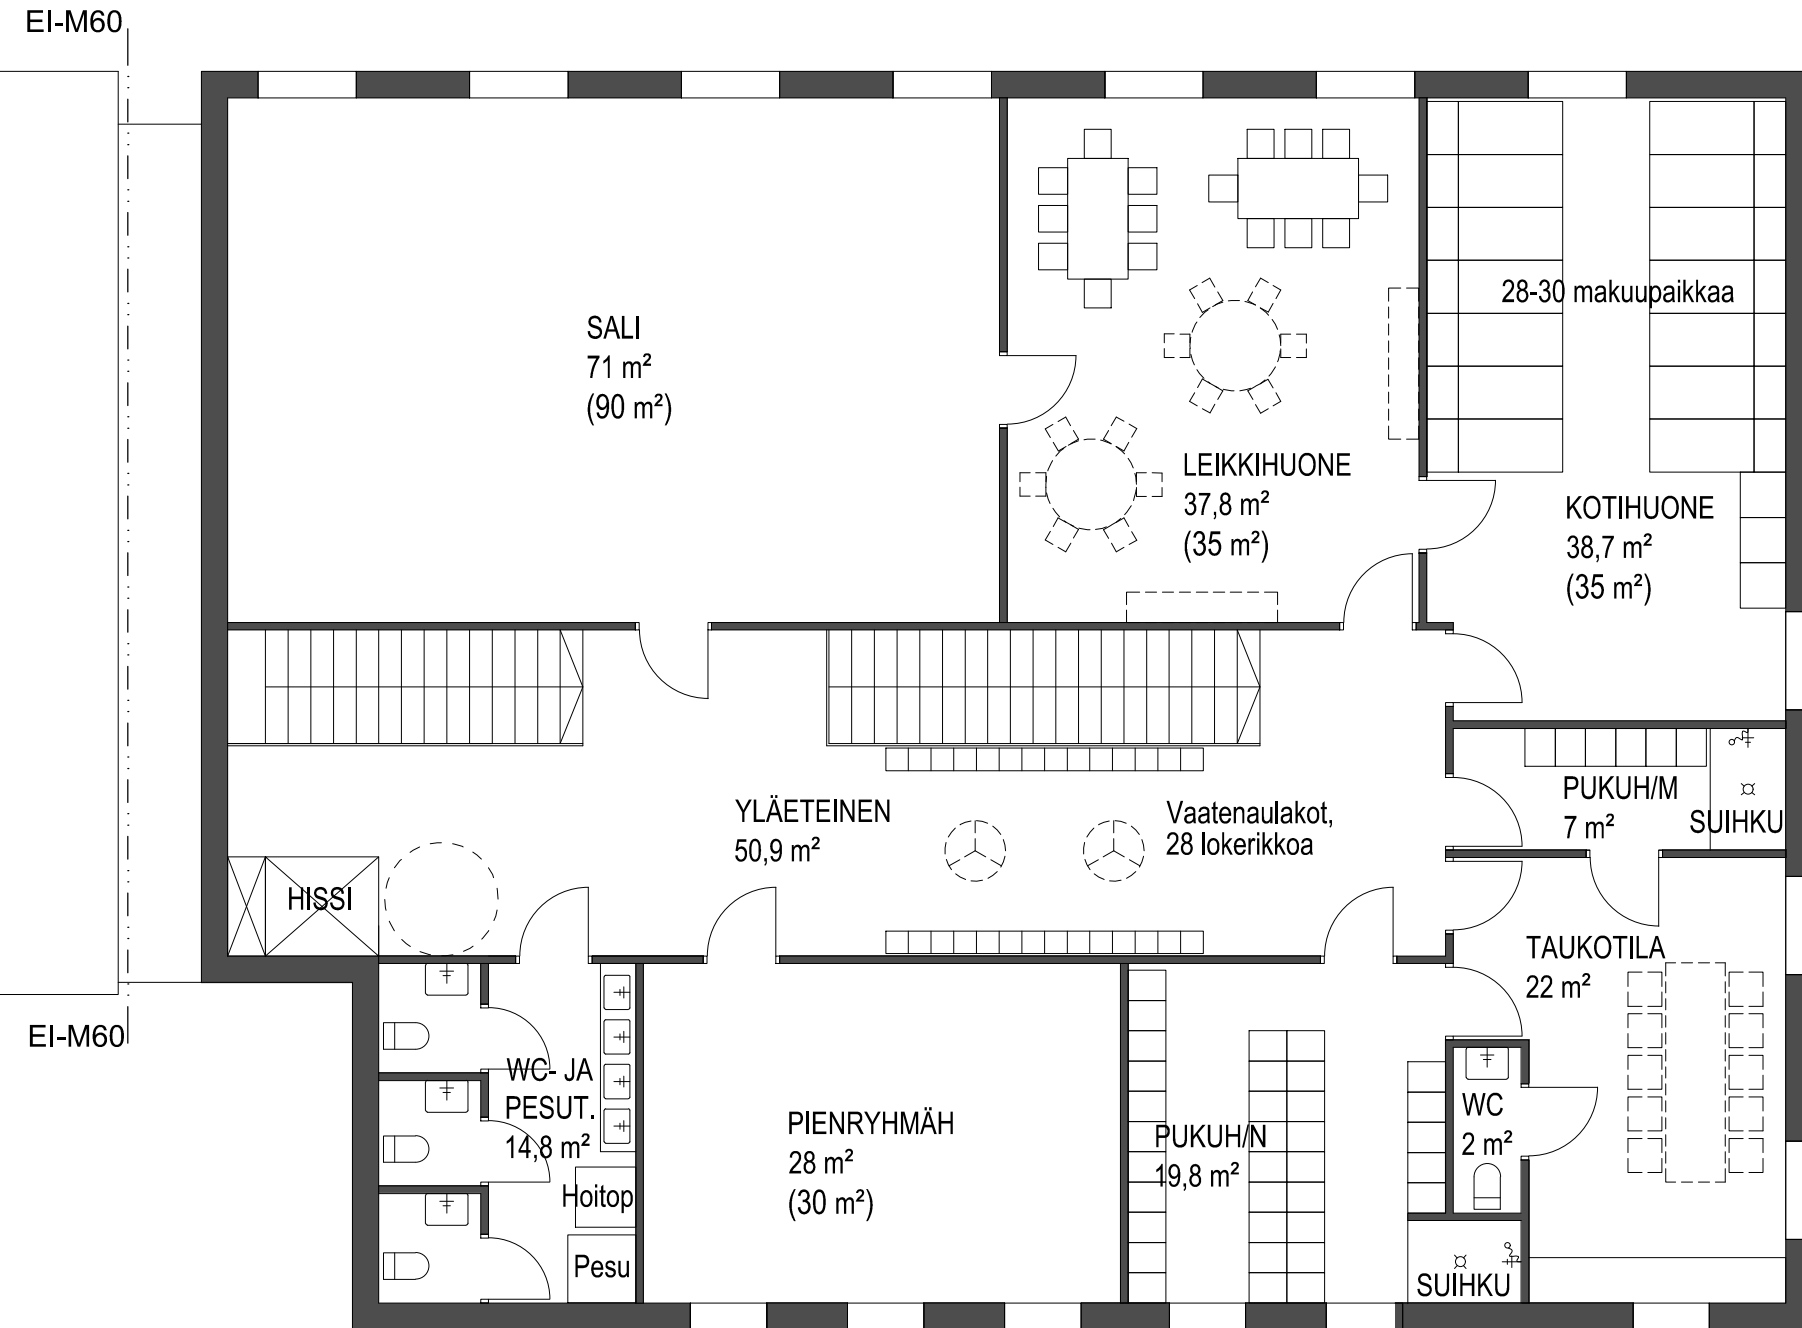 EI-M60
SALI
71 m²
(90 m²)
28-30 makuupaikkaa
LEIKKIHUONE
37,8 m²
(35 m²)
KOTIHUONE
38,7 m²
(35 m²)
YLÄETEINEN
50,9 m²
Vaatenaulakot,
28 lokerikkoa
PUKUH/M
7 m²
SUIHKU
HISSI
TAUKOTILA
22 m²
EI-M60
WC- JA
PESUT.
14,8 m²
Hoitop
Pesu
PIENRYHMÄH
28 m²
(30 m²)
PUKUH/N
19,8 m²
WC
2 m²
SUIHKU